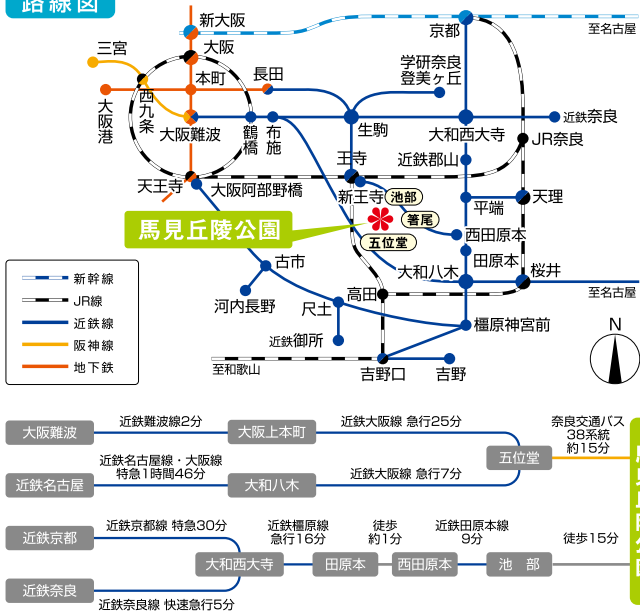 路線図
新大阪
京都
至名古屋
三宮
大阪
学研奈良
登美ヶ丘
本町
長田
大阪港
西九条
大阪難波
鶴橋
布施
生駒
大和西大寺
近鉄奈良
JR奈良
王寺
近鉄郡山
天王寺
大阪阿部野橋
新王寺
池部
平端
天理
箸尾
馬見丘陵公園
五位堂
西田原本
田原本
古市
大和八木
桜井
新幹線
JR線
近鉄線
阪神線
地下鉄
河内長野
尺土
高田
至名古屋
近鉄御所
橿原神宮前
N
至和歌山
吉野口
吉野
大阪難波
近鉄難波線2分
大阪上本町
近鉄大阪線 急行25分
五位堂
奈良交通バス
38系統
約15分
近鉄名古屋
近鉄名古屋線・大阪線
特急1時間46分
大和八木
近鉄大阪線 急行7分
近鉄京都
近鉄京都線 特急30分
大和西大寺
近鉄橿原線
急行16分
田原本
徒歩
約1分
西田原本
近鉄田原本線
9分
池 部
徒歩15分
近鉄奈良
近鉄奈良線 快速急行5分